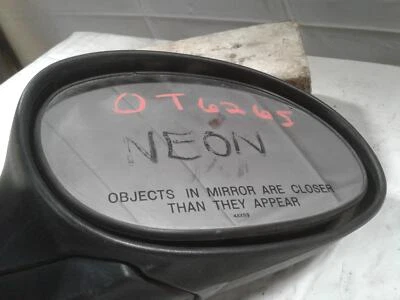 OT6265
NEON
OBJECTS IN MIRROR ARE CLOSER
THAN THEY APPEAR